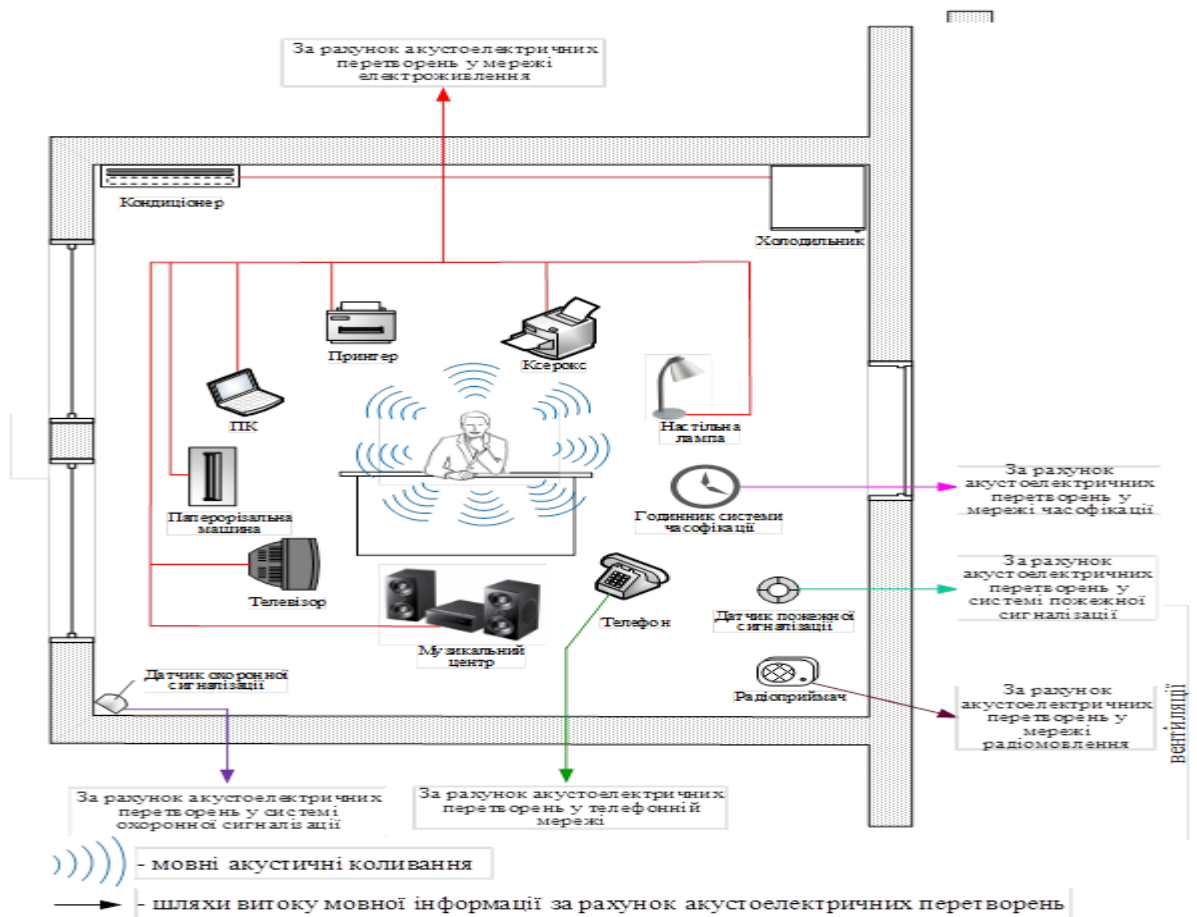 За рахунок акустоелектричних
перетворень у мережі
електроживлення
Кондиціонер
Холодильник
Принтер
Ксерокс
ПК
Настільна
лампа
Паперорізальна
машина
Годинник системи
часофікації
За рахунок
акустоелектричних
перетворень у
мережі часофікації
Телевізор
Музикальний
центр
Телефон
Датчик пожежної
сигналізації
За рахунок
акустоелектричних
перетворень у
системі пожежної
сигналізації
Датчик охоронної
сигналізації
Радіоприймач
За рахунок
акустоелектричних
перетворень у
мережі
радіомовлення
вентиляції
За рахунок акустоелектричних
перетворень у системі
охоронної сигналізації
За рахунок акустоелектричних
перетворень у телефонній
мережі
- мовні акустичні коливання
- шляхи витоку мовної інформації за рахунок акустоелектричних перетворень